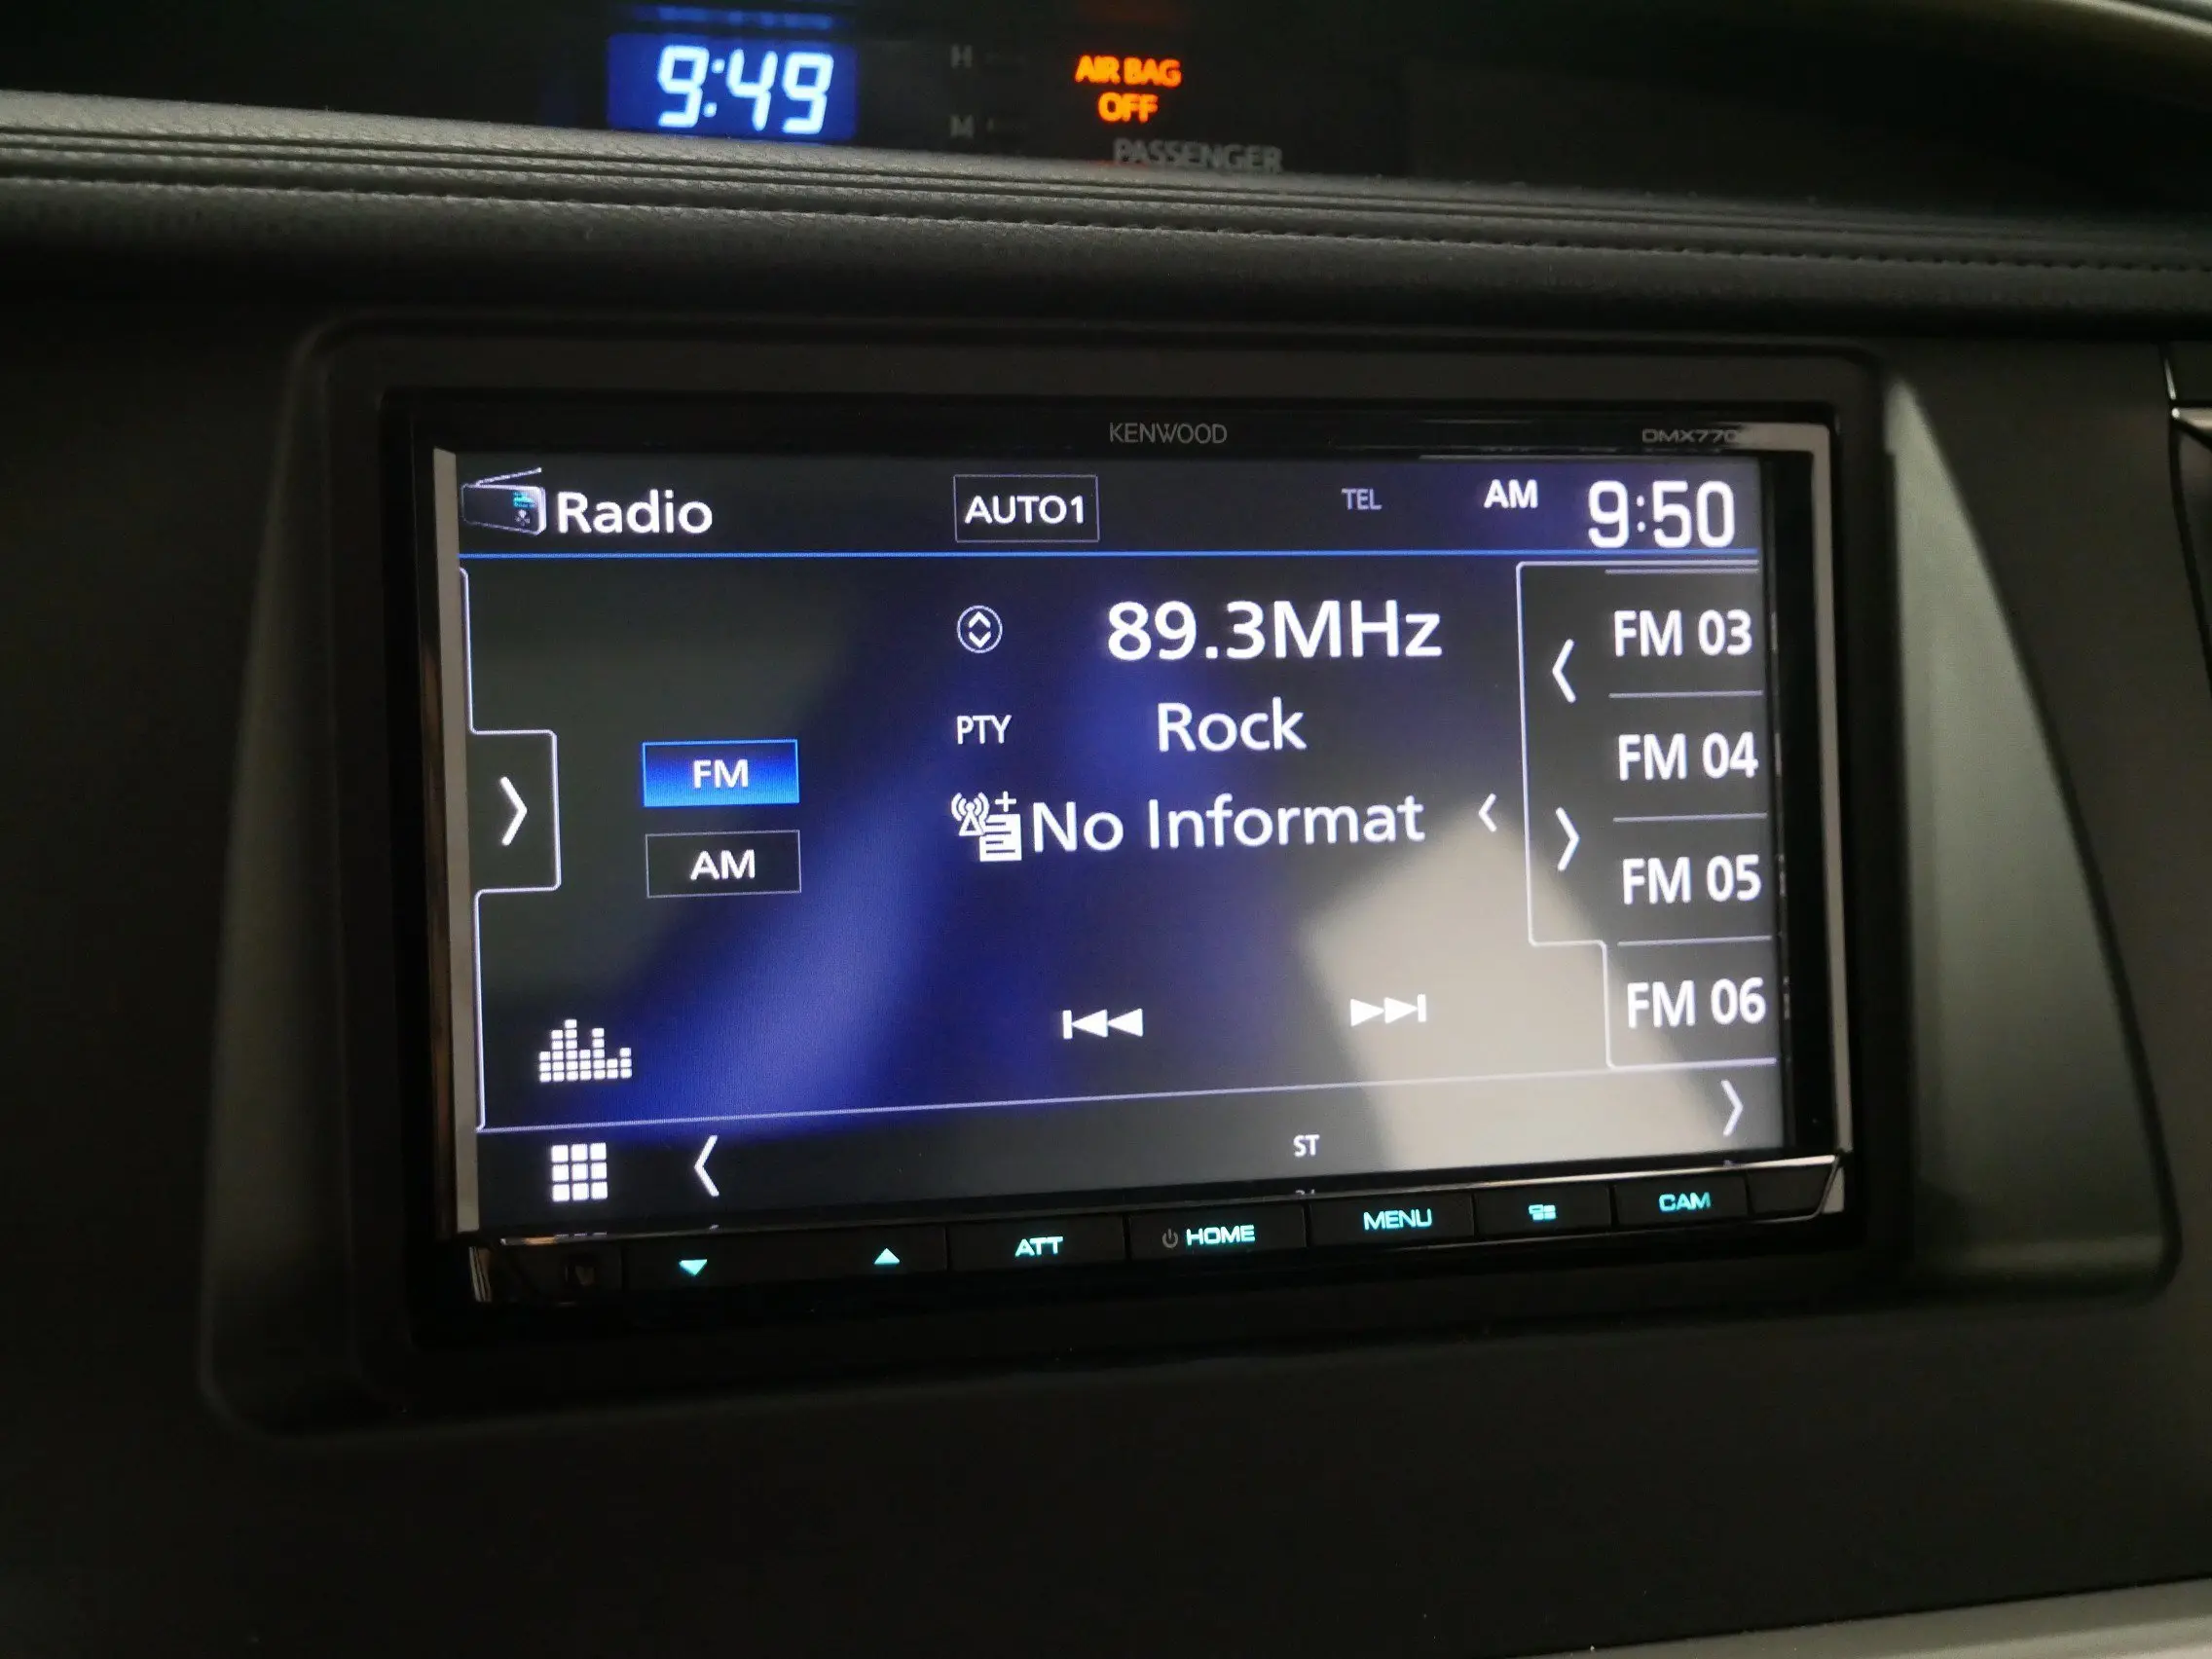 9:49
H
AIR BAG
OFF
M
PASSENGER
KENWOOD
Radio
AUTO1
TEL
AM
9:50
89.3MHz
FM 03
PTY
Rock
FM 04
FM
No Informat
AM
FM 05
FM 06
ST
ATT
HOME
MENU
CAM